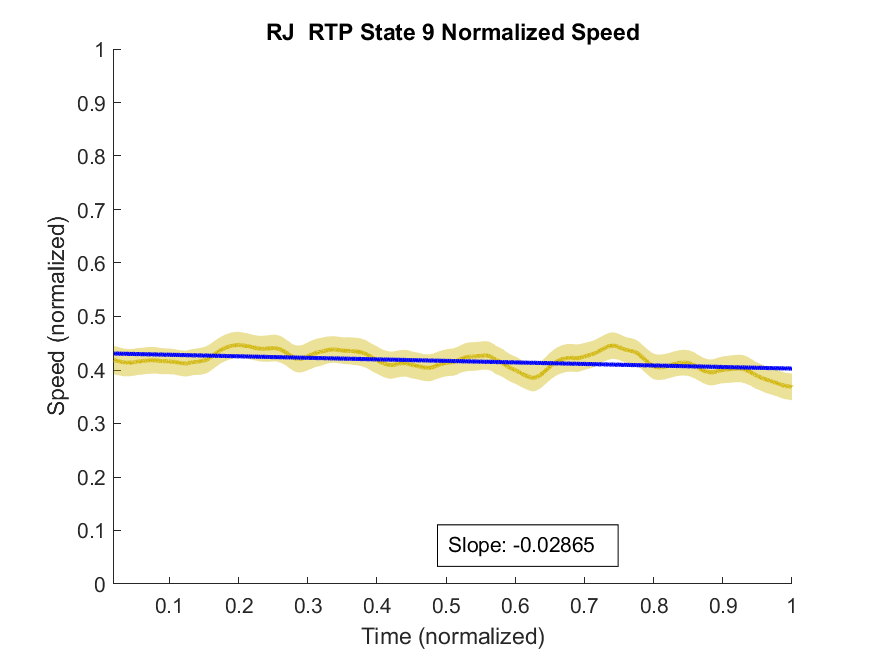 RJ  RTP State 9 Normalized Speed
1
0.9
0.8
0.7
0.6
0.5
0.4
0.3
0.2
0.1
0
Speed (normalized)
Slope: -0.02865
0.1 0.2 0.3 0.4 0.5 0.6 0.7 0.8 0.9 1
Time (normalized)